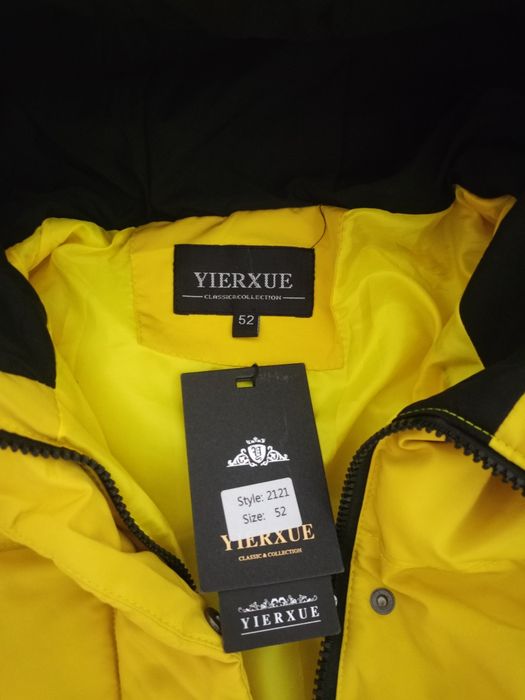 YIERXUE
CLASSIC&COLLECTION
52
Style: 2121
Size: 52
YIERXUE
CLASSIC & COLLECTION
YIERXUE